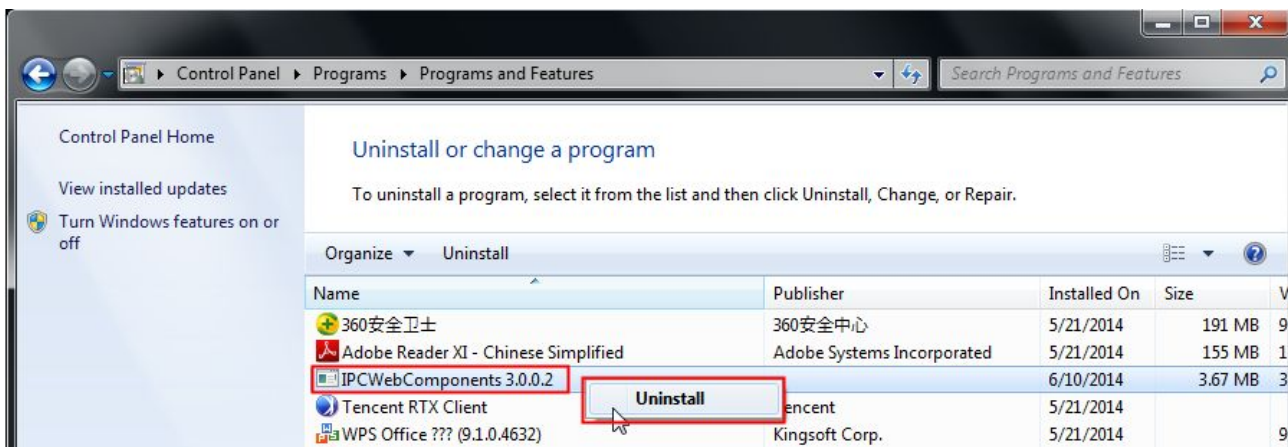 Control Panel ▸ Programs ▸ Programs and Features
Search Programs and Features
Control Panel Home
View installed updates
Turn Windows features on or
off
Uninstall or change a program
To uninstall a program, select it from the list and then click Uninstall, Change, or Repair.
Organize Uninstall
Name Publisher Installed On Size
360安全卫士 360安全中心 5/21/2014 191 MB 9
Adobe Reader XI - Chinese Simplified Adobe Systems Incorporated 5/21/2014 155 MB 1
IPCWebComponents 3.0.0.2 6/10/2014 3.67 MB 3
Uninstall
Tencent RTX Client encent 5/21/2014
WPS Office ??? (9.1.0.4632) Kingsoft Corp. 5/21/2014 9